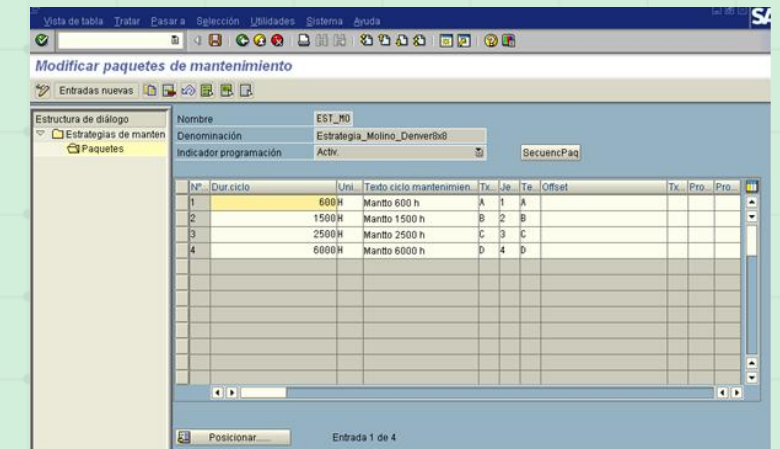 Vista de tabla Tratar Pasar a Selección Utilidades Sistema Ayuda
SA
Modificar paquetes de mantenimiento
Entradas nuevas
Estructura de diálogo
Estrategias de manten
Paquetes
Nombre EST_MO
Denominación Estrategia_Molino_Denver8x8
Indicador programación Activ.
SecuencPaq
Nº... Dur.ciclo Uni... Texto ciclo mantenimien... Tx... Je... Te... Offset Tx... Pro... Pro...
1 600 H Mantto 600 h A 1 A
2 1500 H Mantto 1500 h B 2 B
3 2500 H Mantto 2500 h C 3 C
4 6000 H Mantto 6000 h D 4 D
Posicionar...... Entrada 1 de 4